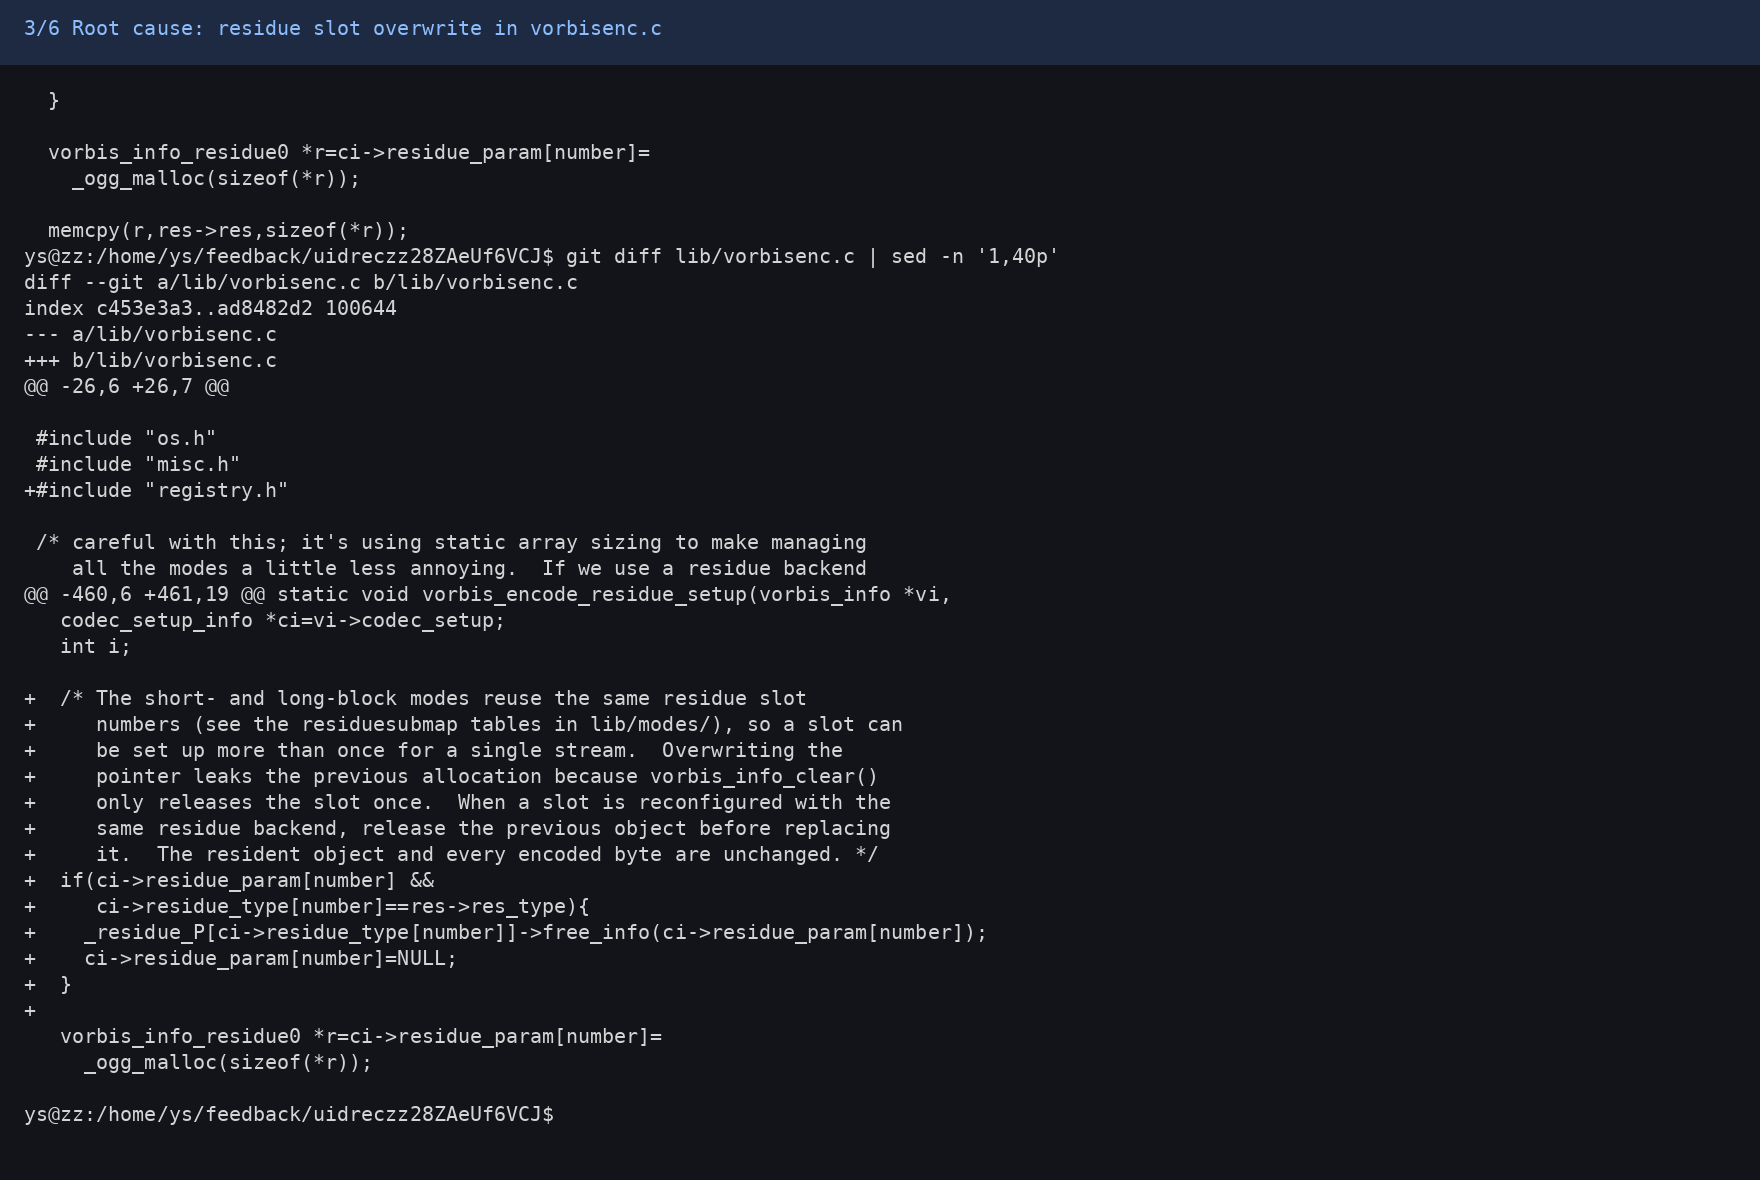 3/6 Root cause: residue slot overwrite in vorbisenc.c
  }
  vorbis_info_residue0 *r=ci->residue_param[number]=
    _ogg_malloc(sizeof(*r));
  memcpy(r,res->res,sizeof(*r));
ys@zz:/home/ys/feedback/uidreczz28ZAeUf6VCJ$ git diff lib/vorbisenc.c | sed -n '1,40p'
diff --git a/lib/vorbisenc.c b/lib/vorbisenc.c
index c453e3a3..ad8482d2 100644
--- a/lib/vorbisenc.c
+++ b/lib/vorbisenc.c
@@ -26,6 +26,7 @@
 #include "os.h"
 #include "misc.h"
+#include "registry.h"
 /* careful with this; it's using static array sizing to make managing
    all the modes a little less annoying.  If we use a residue backend
@@ -460,6 +461,19 @@ static void vorbis_encode_residue_setup(vorbis_info *vi,
   codec_setup_info *ci=vi->codec_setup;
   int i;
+  /* The short- and long-block modes reuse the same residue slot
+     numbers (see the residuesubmap tables in lib/modes/), so a slot can
+     be set up more than once for a single stream.  Overwriting the
+     pointer leaks the previous allocation because vorbis_info_clear()
+     only releases the slot once.  When a slot is reconfigured with the
+     same residue backend, release the previous object before replacing
+     it.  The resident object and every encoded byte are unchanged. */
+  if(ci->residue_param[number] &&
+     ci->residue_type[number]==res->res_type){
+    _residue_P[ci->residue_type[number]]->free_info(ci->residue_param[number]);
+    ci->residue_param[number]=NULL;
+  }
+
   vorbis_info_residue0 *r=ci->residue_param[number]=
     _ogg_malloc(sizeof(*r));
ys@zz:/home/ys/feedback/uidreczz28ZAeUf6VCJ$